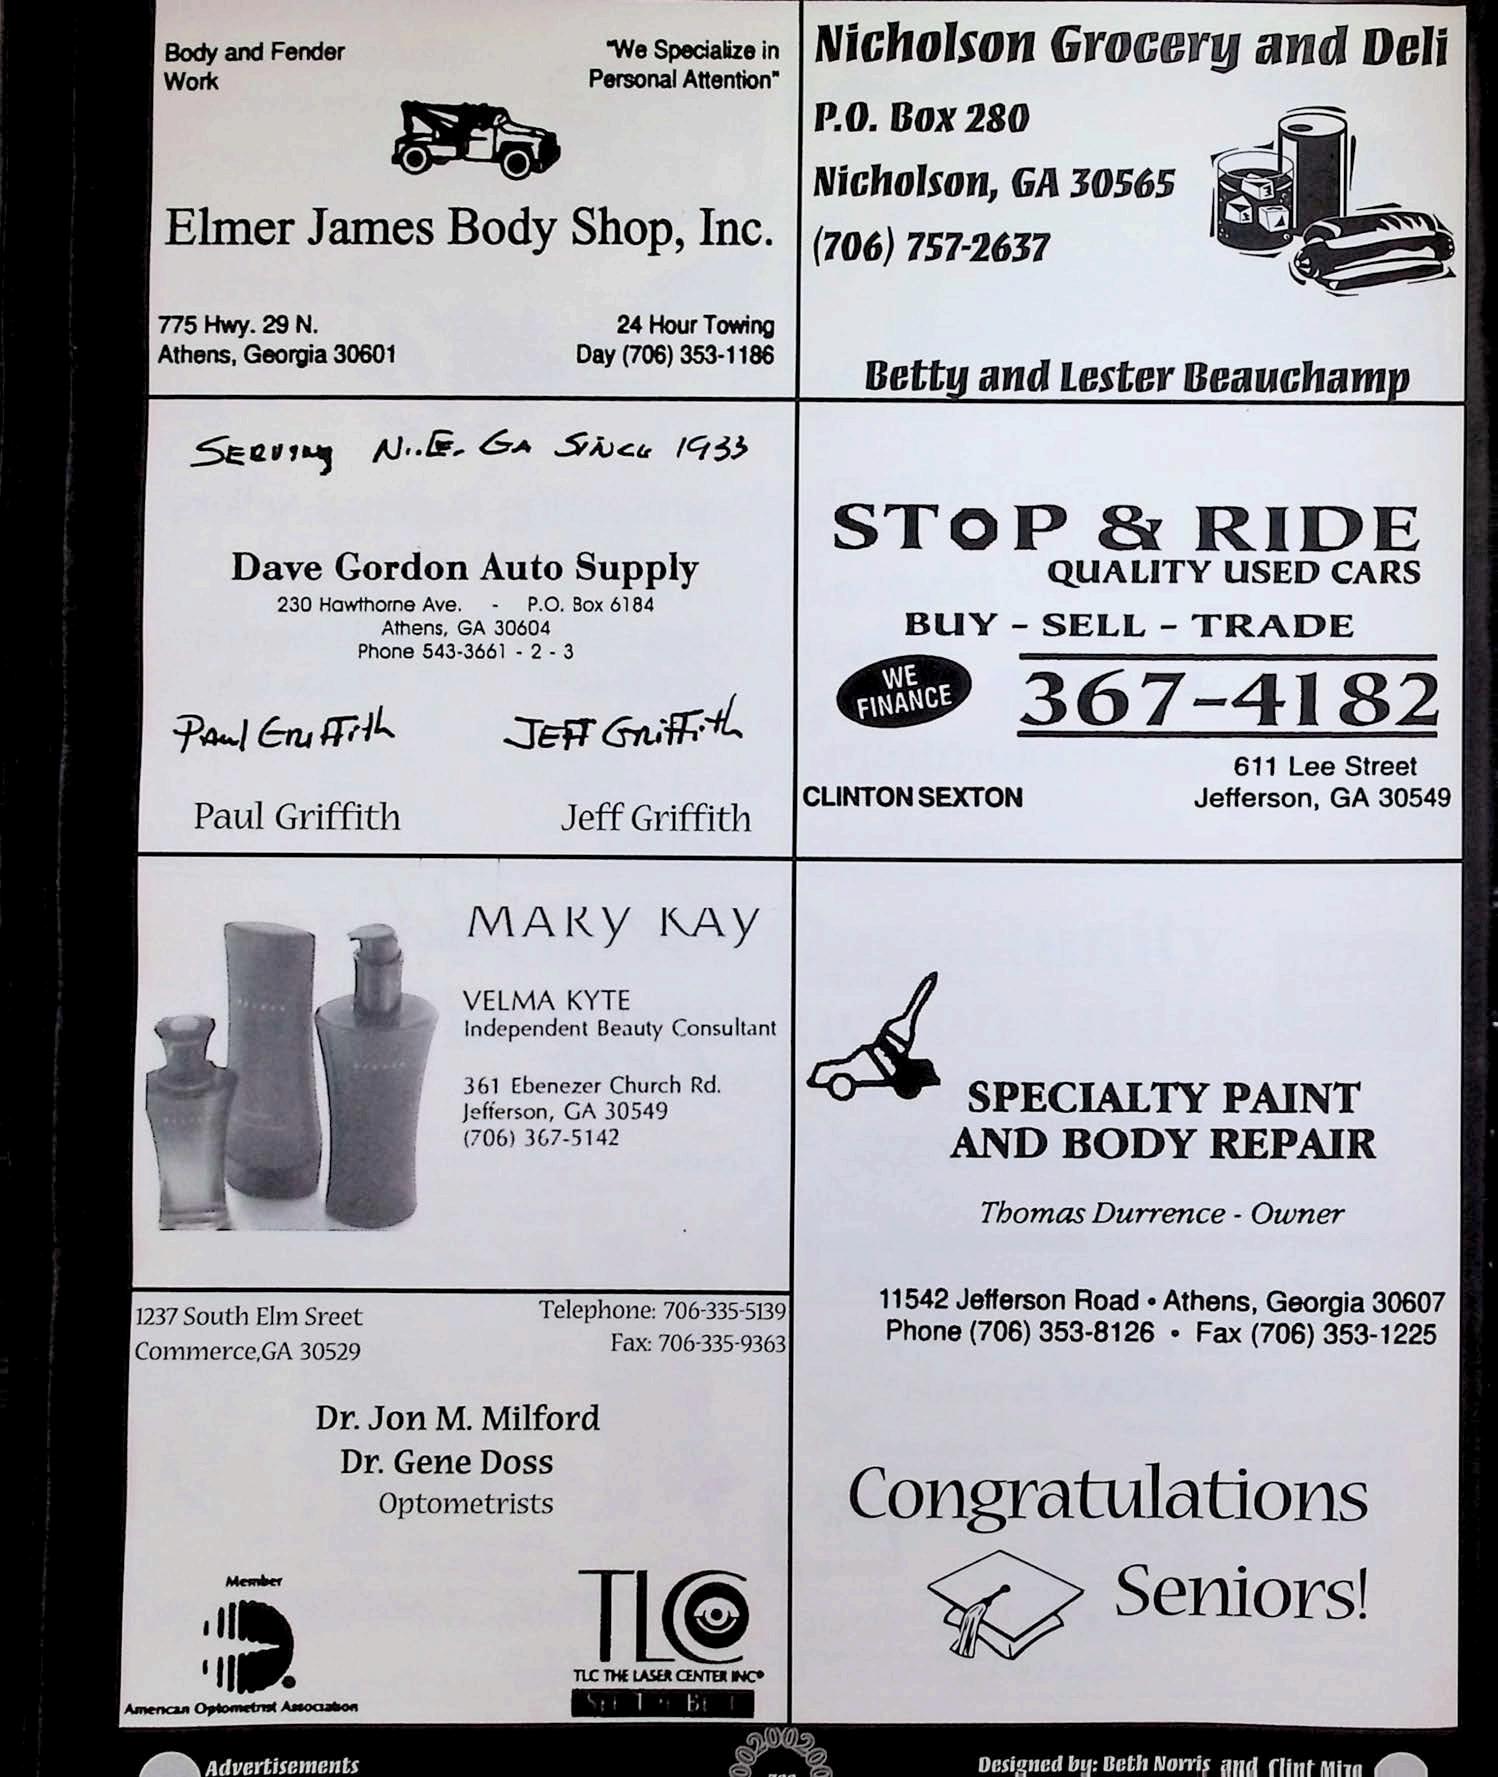 Body and Fender
Work
"We Specialize in
Personal Attention"
Elmer James Body Shop, Inc.
775 Hwy. 29 N.
Athens, Georgia 30601
24 Hour Towing
Day (706) 353-1186
Nicholson Grocery and Deli
P.O. Box 280
Nicholson, GA 30565
(706) 757-2637
Betty and Lester Beauchamp
Serving N.E. GA Since 1933
Dave Gordon Auto Supply
230 Hawthorne Ave. - P.O. Box 6184
Athens, GA 30604
Phone 543-3661 - 2 - 3
Paul Griffith Jeff Griffith
Paul Griffith Jeff Griffith
STOP & RIDE
QUALITY USED CARS
BUY - SELL - TRADE
WE
FINANCE
367-4182
611 Lee Street
CLINTON SEXTON
Jefferson, GA 30549
MARY KAY
VELMA KYTE
Independent Beauty Consultant
361 Ebenezer Church Rd.
Jefferson, GA 30549
(706) 367-5142
SPECIALTY PAINT
AND BODY REPAIR
Thomas Durrence - Owner
11542 Jefferson Road • Athens, Georgia 30607
Phone (706) 353-8126 • Fax (706) 353-1225
1237 South Elm Sreet
Commerce,GA 30529
Telephone: 706-335-5139
Fax: 706-335-9363
Dr. Jon M. Milford
Dr. Gene Doss
Optometrists
Member
American Optometrist Association
TLC
TLC THE LASER CENTER INC®
Congratulations
Seniors!
Advertisements
Designed by: Beth Norris and Clint